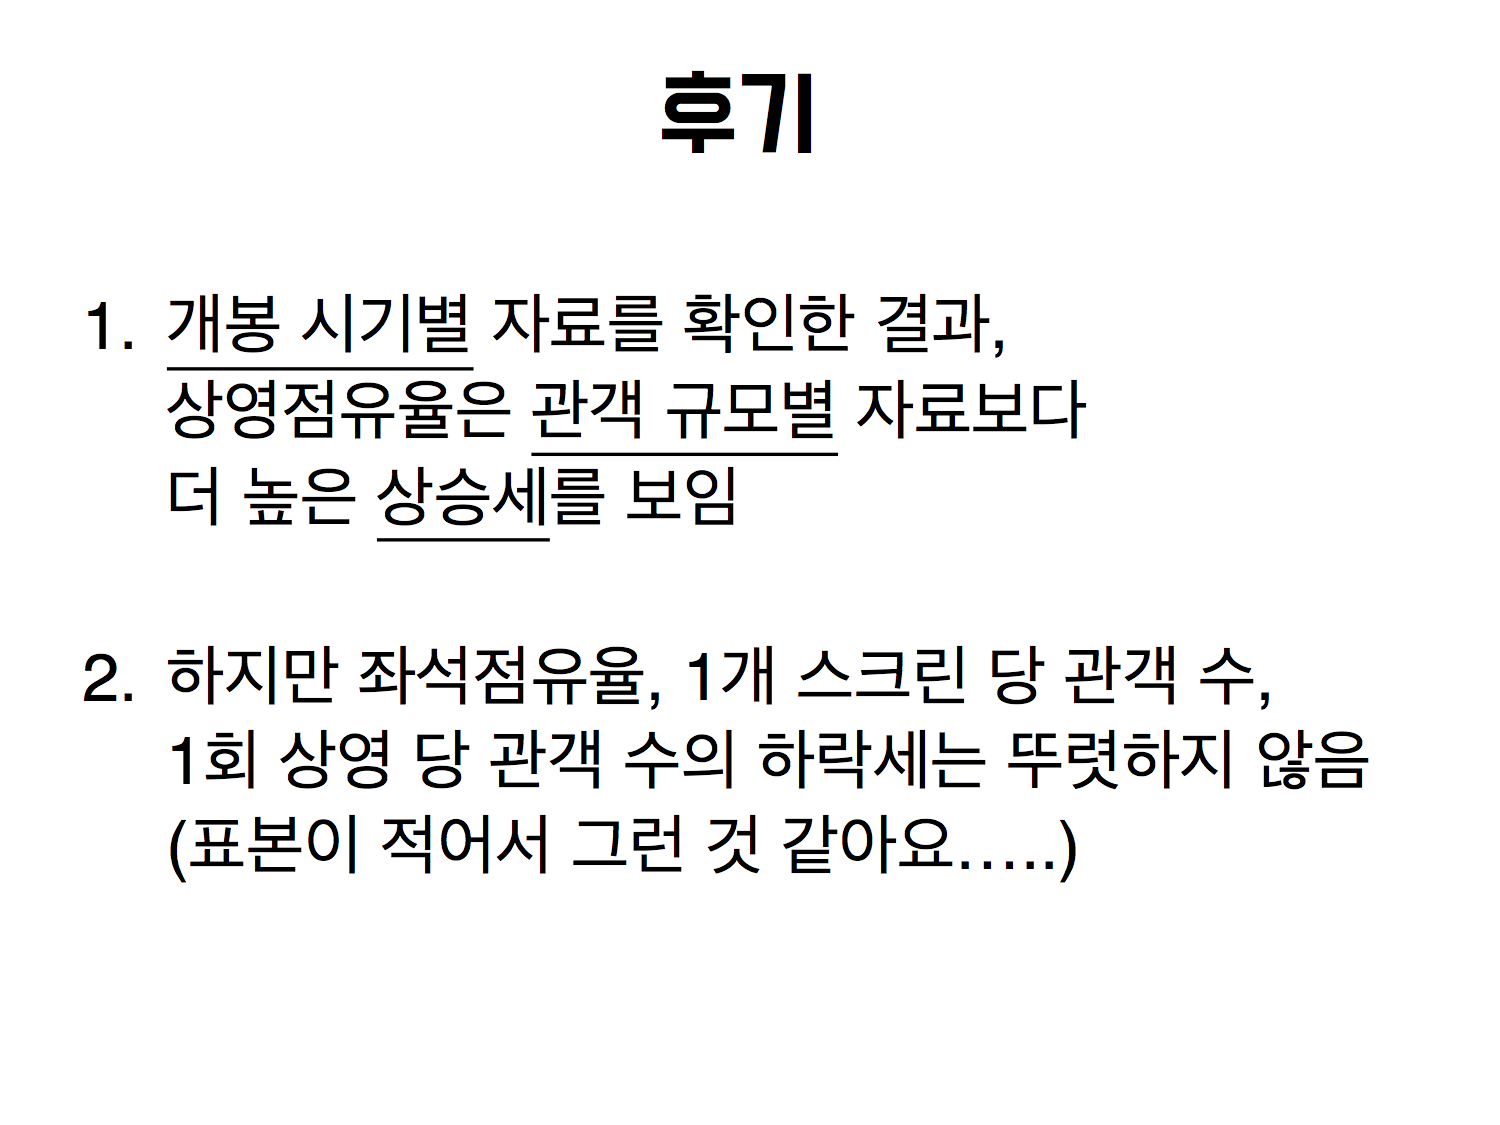 후기
1. 개봉 시기별 자료를 확인한 결과,
상영점유율은 관객 규모별 자료보다
더 높은 상승세를 보임
2. 하지만 좌석점유율, 1개 스크린 당 관객 수,
1회 상영 당 관객 수의 하락세는 뚜렷하지 않음
(표본이 적어서 그런 것 같아요…..)